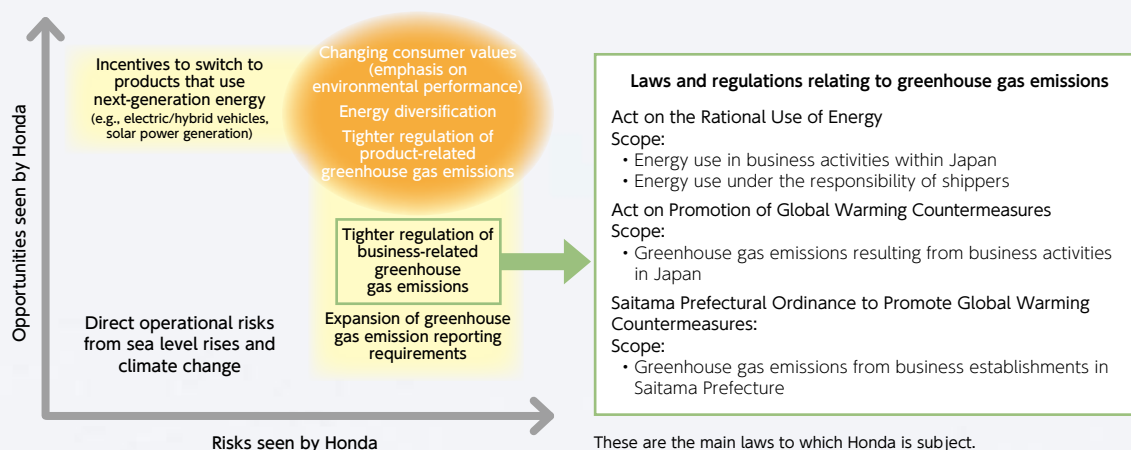 Opportunities seen by Honda
Incentives to switch to
products that use
next-generation energy
(e.g., electric/hybrid vehicles,
solar power generation)
Changing consumer values
(emphasis on
environmental performance)
Energy diversification
Tighter regulation of
product-related
greenhouse gas emissions
Tighter regulation of
business-related
greenhouse
gas emissions
Expansion of greenhouse
gas emission reporting
requirements
Direct operational risks
from sea level rises and
climate change
Risks seen by Honda
Laws and regulations relating to greenhouse gas emissions
Act on the Rational Use of Energy
Scope:
• Energy use in business activities within Japan
• Energy use under the responsibility of shippers
Act on Promotion of Global Warming Countermeasures
Scope:
• Greenhouse gas emissions resulting from business activities
in Japan
Saitama Prefectural Ordinance to Promote Global Warming
Countermeasures:
Scope:
• Greenhouse gas emissions from business establishments in
Saitama Prefecture
These are the main laws to which Honda is subject.